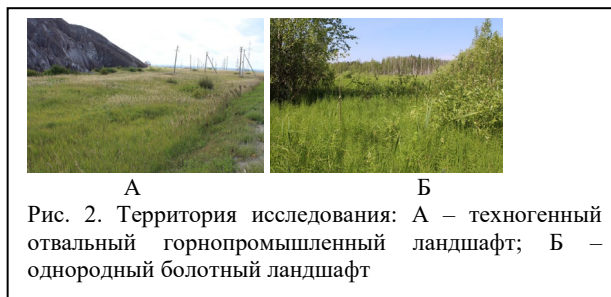 А Б
Рис. 2. Территория исследования: А – техногенный
отвальный горнопромышленный ландшафт; Б –
однородный болотный ландшафт